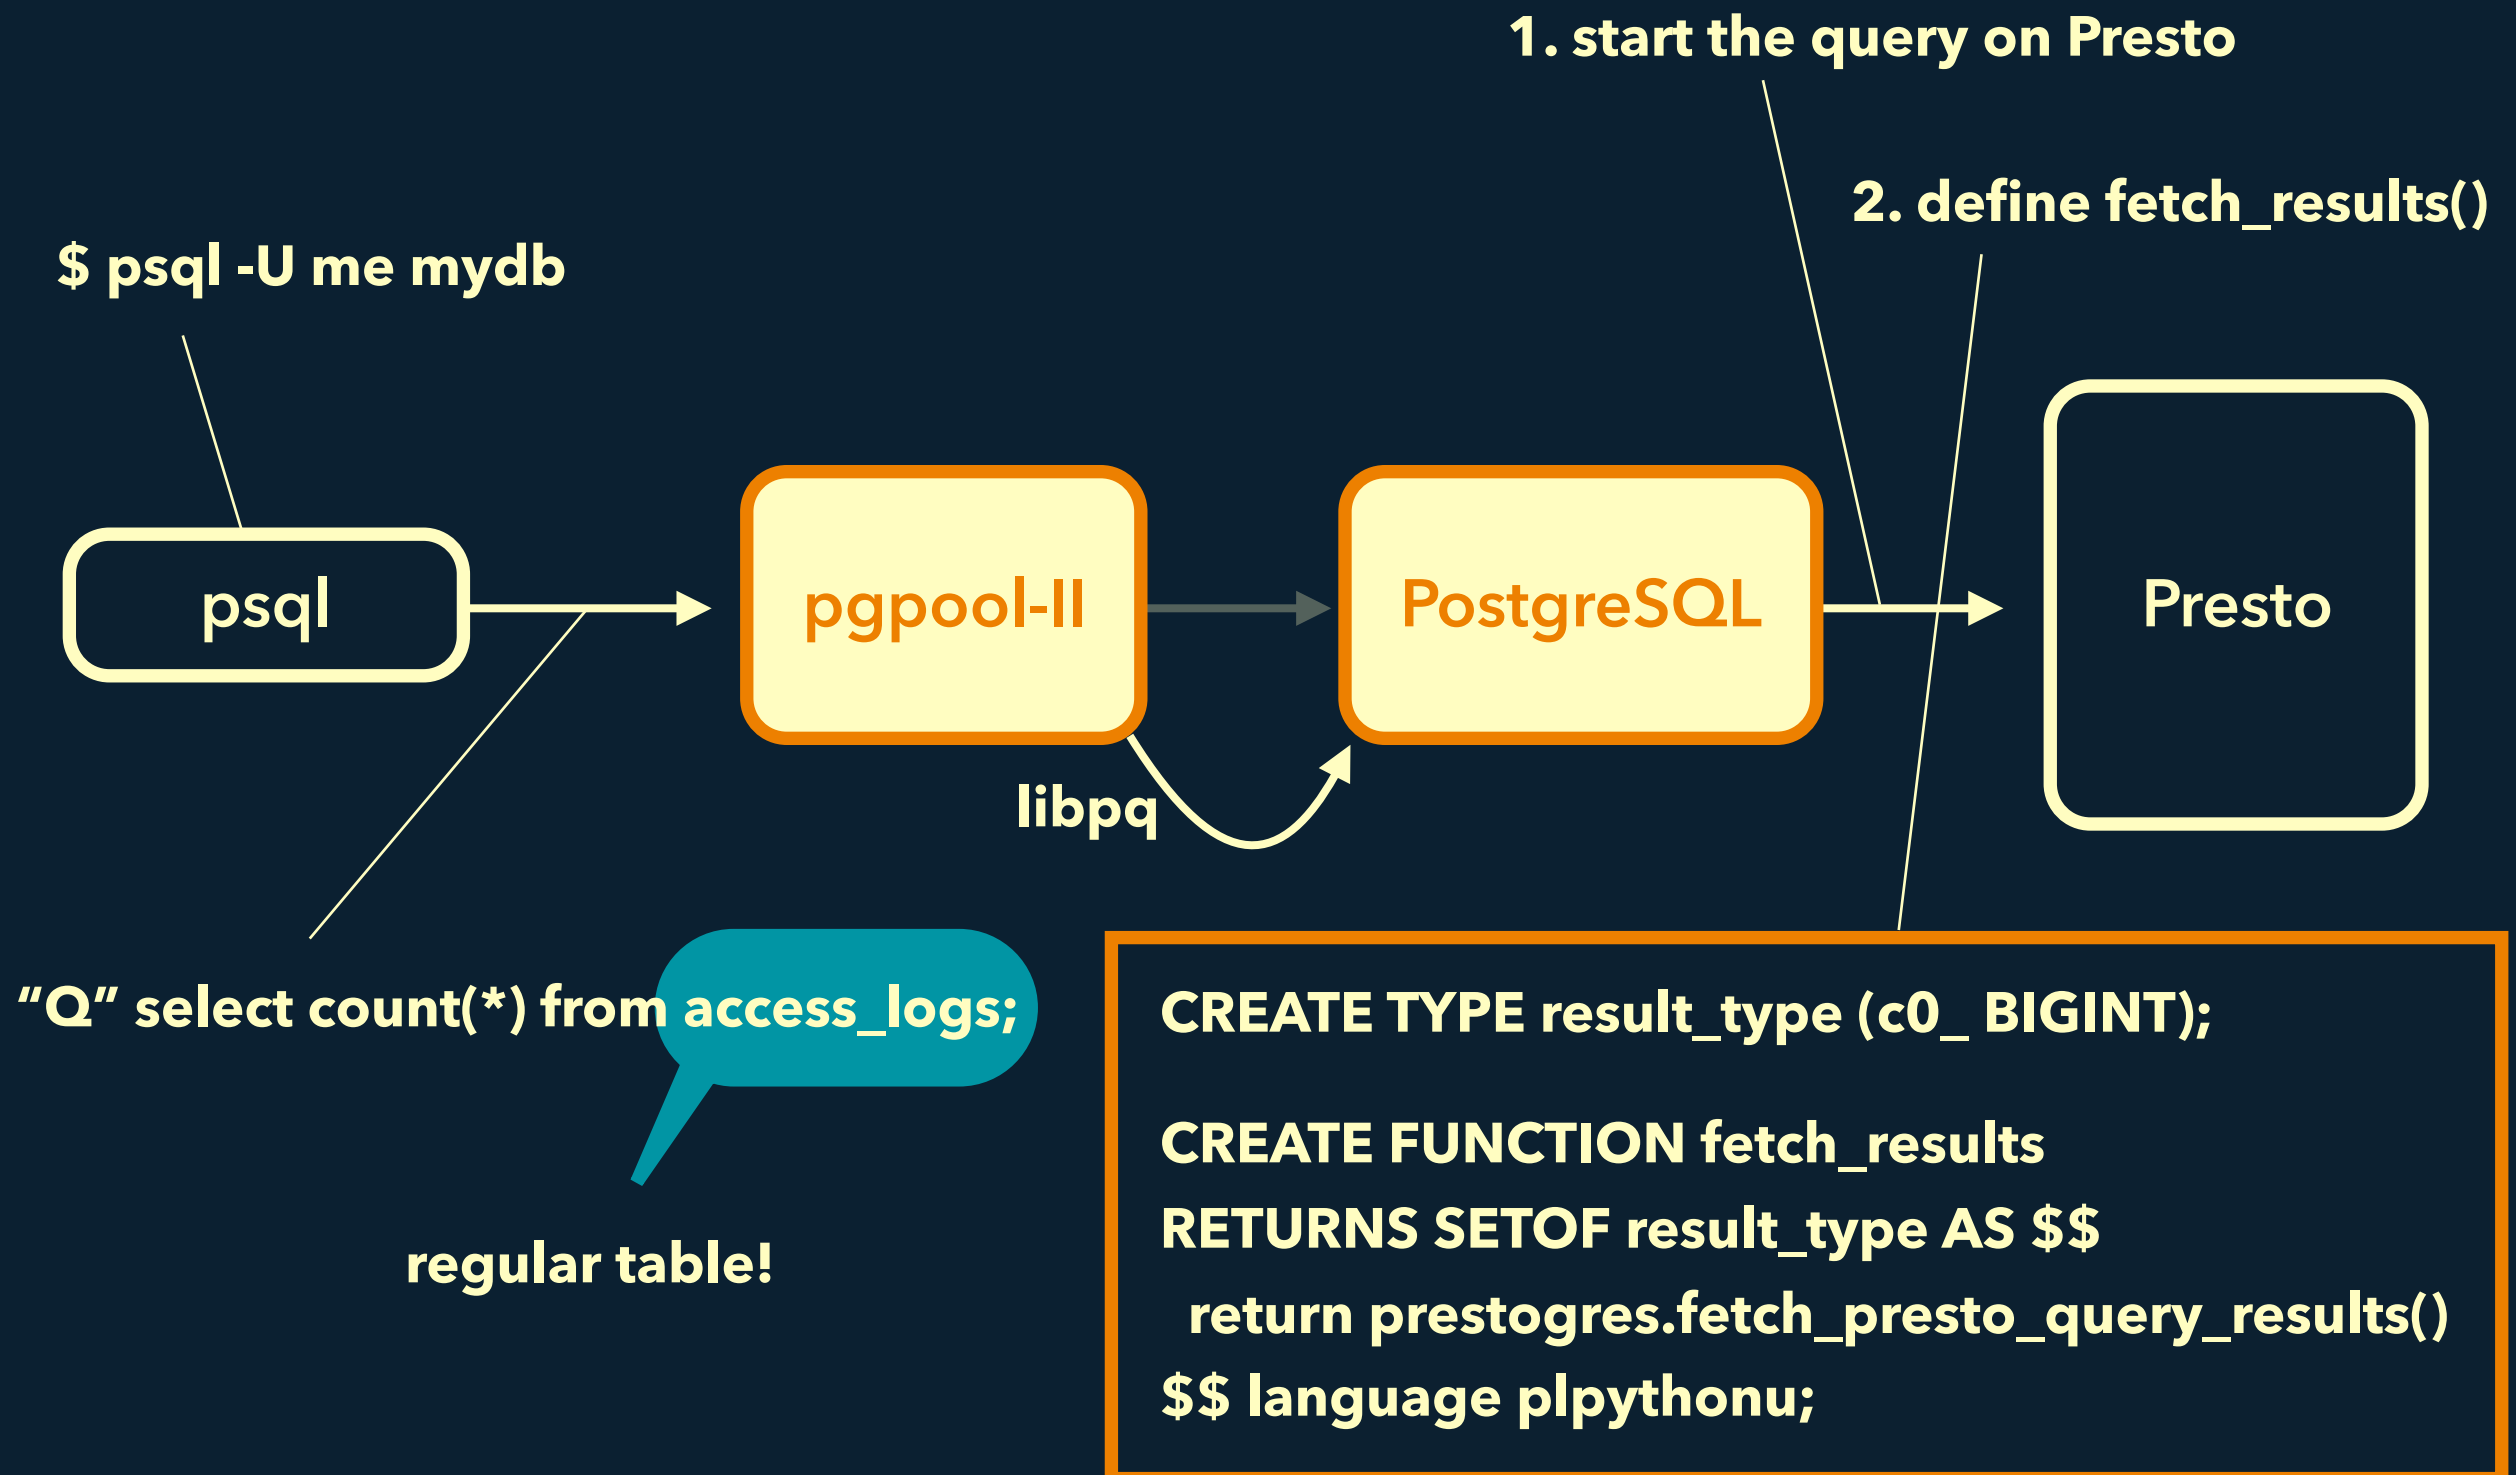 1. start the query on Presto
2. define fetch_results()
$ psql -U me mydb
psql
pgpool-II
PostgreSQL
Presto
libpq
“Q” select count(*) from access_logs;
regular table!
CREATE TYPE result_type (c0_ BIGINT);
CREATE FUNCTION fetch_results
RETURNS SETOF result_type AS $$
return prestogres.fetch_presto_query_results()
$$ language plpythonu;